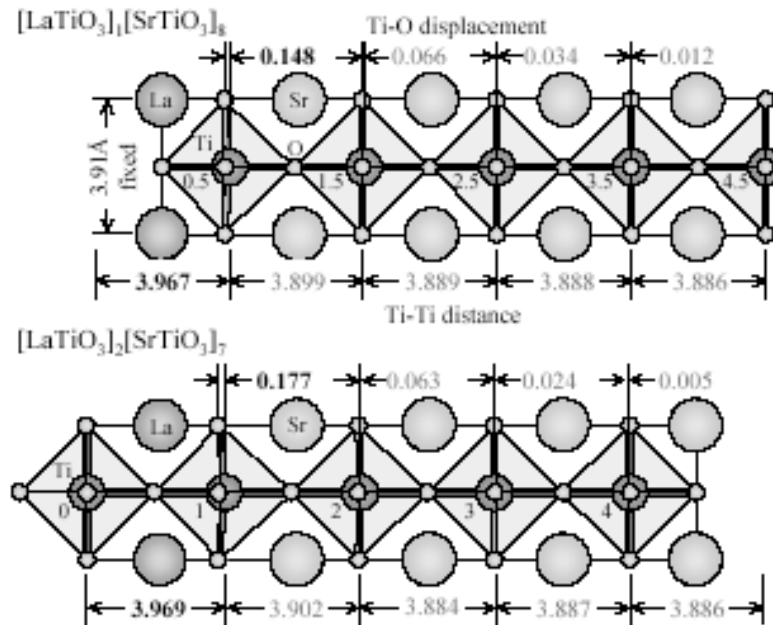 [LaTiO₃]₁[SrTiO₃]₈
Ti-O displacement
0.148 0.066 0.034 0.012
La Sr
Ti O
3.91Å
fixed
0.5 1.5 2.5 3.5 4.5
3.967 3.899 3.889 3.888 3.886
Ti-Ti distance
[LaTiO₃]₂[SrTiO₃]₇
0.177 0.063 0.024 0.005
La Sr
Ti
0 1 2 3 4
3.969 3.902 3.884 3.887 3.886